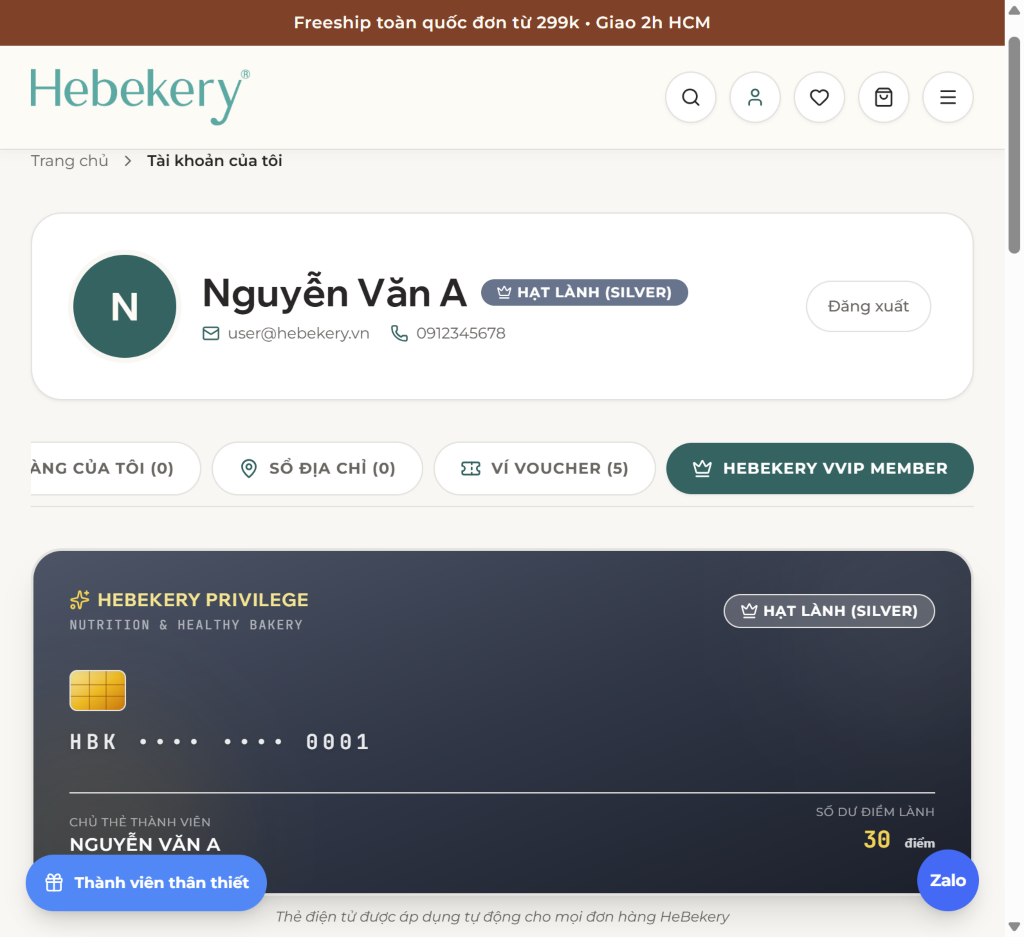 Freeship toàn quốc đơn từ 299k • Giao 2h HCM
Hebekery®
Trang chủ > Tài khoản của tôi
N
Nguyễn Văn A HẠT LÀNH (SILVER)
user@hebekery.vn 0912345678
Đăng xuất
ÀNG CỦA TÔI (0) SỔ ĐỊA CHỈ (0) VÍ VOUCHER (5) HEBEKERY VVIP MEMBER
HEBEKERY PRIVILEGE
NUTRITION & HEALTHY BAKERY
HẠT LÀNH (SILVER)
HBK •••• •••• 0001
CHỦ THẺ THÀNH VIÊN
NGUYỄN VĂN A
SỐ DƯ ĐIỂM LÀNH
30 điểm
Thành viên thân thiết
Zalo
Thẻ điện tử được áp dụng tự động cho mọi đơn hàng HeBekery